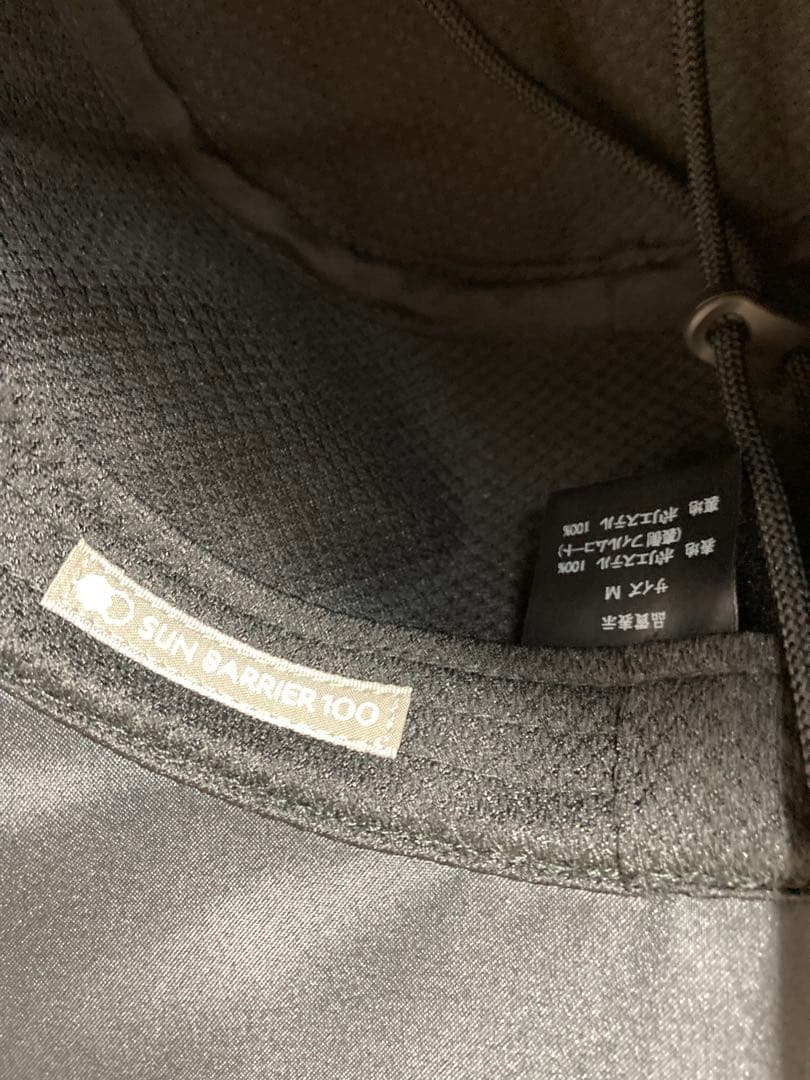 SUN BARRIER 100
品質表示
サイズ M
表地 ポリエステル 100%
(裏側 フィルムコート)
裏地 ポリエステル 100%